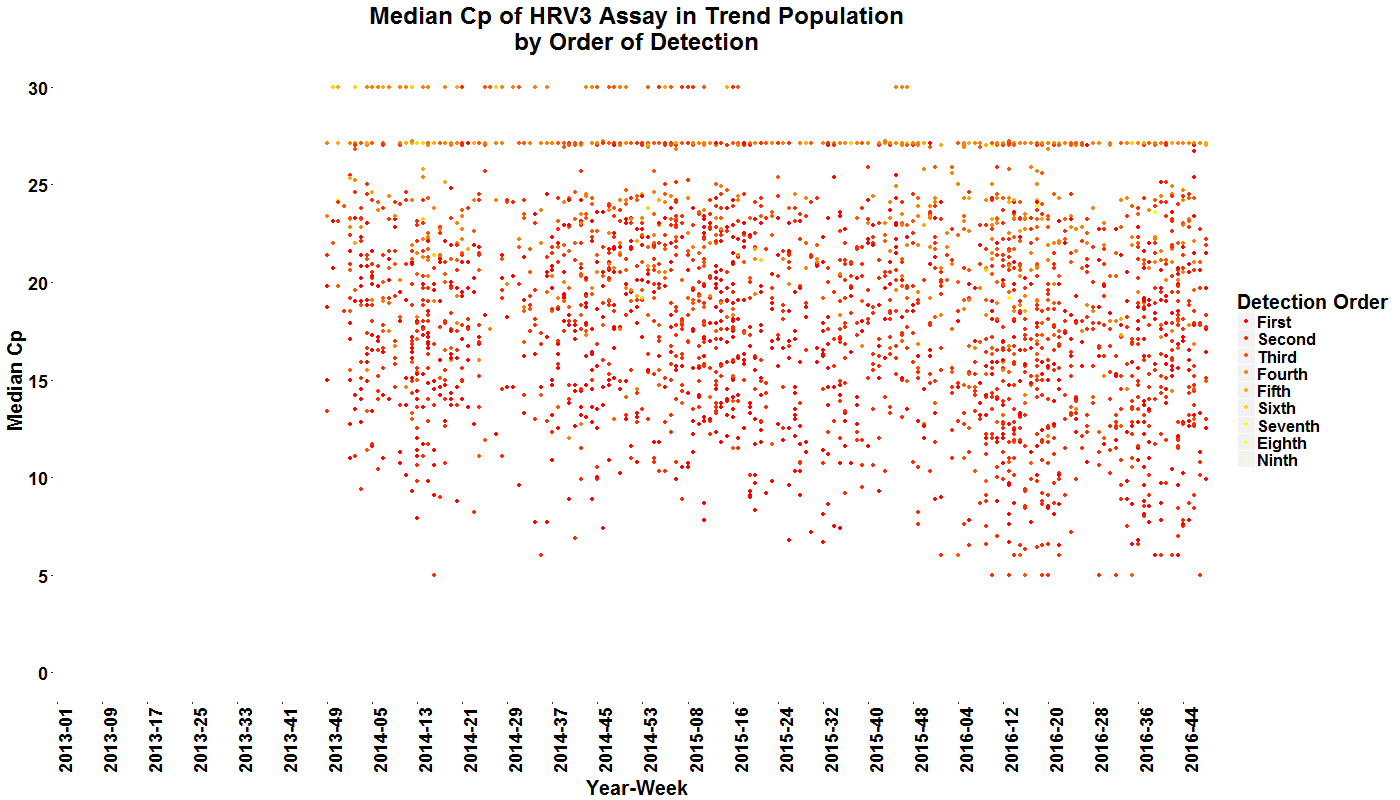 Median Cp of HRV3 Assay in Trend Population
by Order of Detection
30
25
20
15
10
5
0
Median Cp
2013-01
2013-09
2013-17
2013-25
2013-33
2013-41
2013-49
2014-05
2014-13
2014-21
2014-29
2014-37
2014-45
2014-53
2015-08
2015-16
2015-24
2015-32
2015-40
2015-48
2016-04
2016-12
2016-20
2016-28
2016-36
2016-44
Year-Week
Detection Order
First
Second
Third
Fourth
Fifth
Sixth
Seventh
Eighth
Ninth